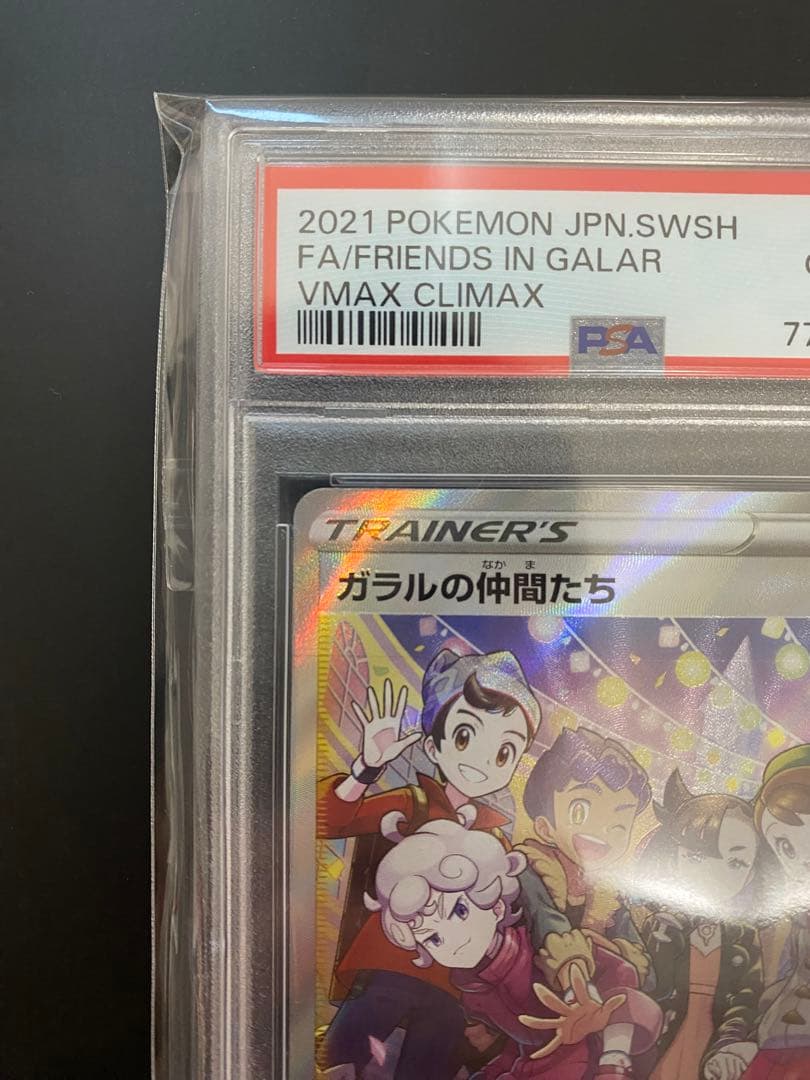 2021 POKEMON JPN.SWSH
FA/FRIENDS IN GALAR
VMAX CLIMAX
PSA
77
TRAINER'S
なかま
ガラルの仲間たち